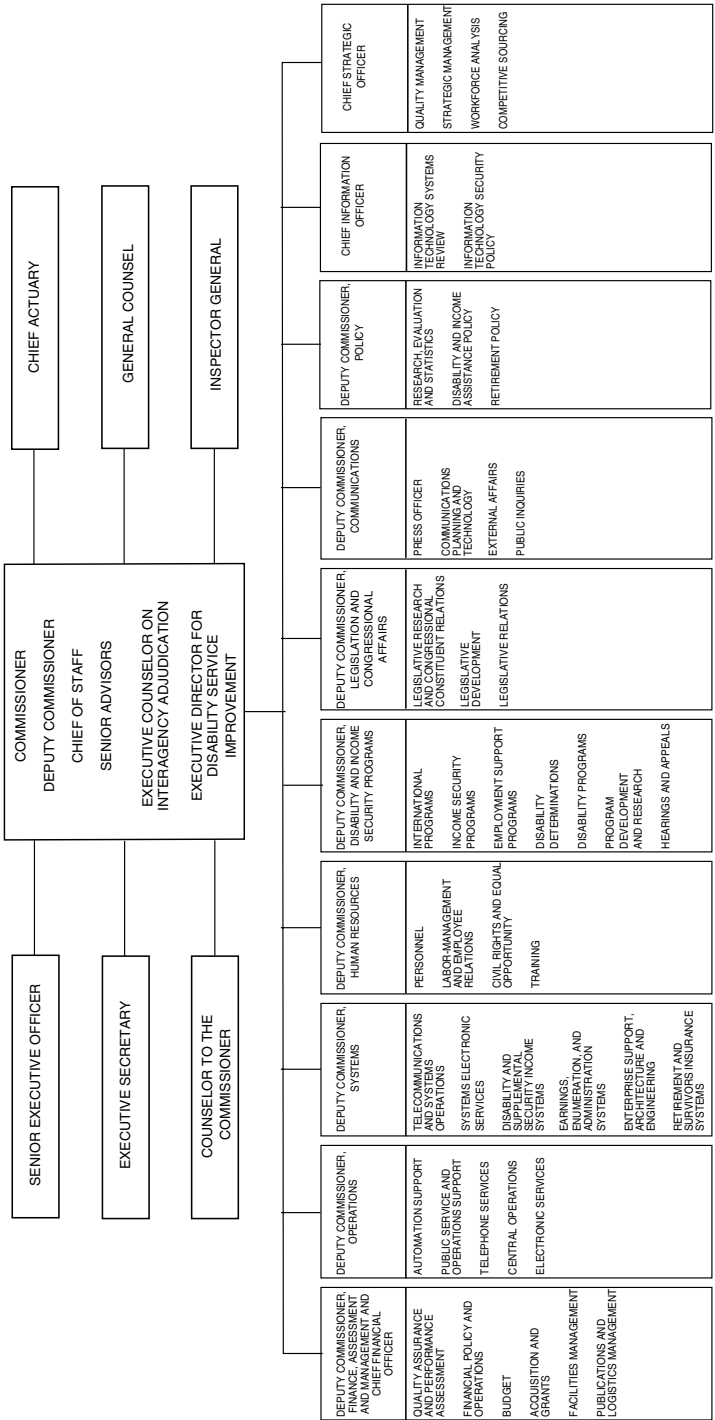 COMMISSIONER
DEPUTY COMMISSIONER
CHIEF OF STAFF
SENIOR ADVISORS
EXECUTIVE COUNSELOR ON
INTERAGENCY ADJUDICATION
EXECUTIVE DIRECTOR FOR
DISABILITY SERVICE
IMPROVEMENT
SENIOR EXECUTIVE OFFICER
EXECUTIVE SECRETARY
COUNSELOR TO THE
COMMISSIONER
CHIEF ACTUARY
GENERAL COUNSEL
INSPECTOR GENERAL
DEPUTY COMMISSIONER,
FINANCE, ASSESSMENT
AND MANAGEMENT AND
CHIEF FINANCIAL
OFFICER
QUALITY ASSURANCE
AND PERFORMANCE
ASSESSMENT
FINANCIAL POLICY AND
OPERATIONS
BUDGET
ACQUISITION AND
GRANTS
FACILITIES MANAGEMENT
PUBLICATIONS AND
LOGISTICS MANAGEMENT
DEPUTY COMMISSIONER,
OPERATIONS
AUTOMATION SUPPORT
PUBLIC SERVICE AND
OPERATIONS SUPPORT
TELEPHONE SERVICES
CENTRAL OPERATIONS
ELECTRONIC SERVICES
DEPUTY COMMISSIONER,
SYSTEMS
TELECOMMUNICATIONS
AND SYSTEMS
OPERATIONS
SYSTEMS ELECTRONIC
SERVICES
DISABILITY AND
SUPPLEMENTAL
SECURITY INCOME
SYSTEMS
EARNINGS,
ENUMERATION, AND
ADMINISTRATION
SYSTEMS
ENTERPRISE SUPPORT,
ARCHITECTURE AND
ENGINEERING
RETIREMENT AND
SURVIVORS INSURANCE
SYSTEMS
DEPUTY COMMISSIONER,
HUMAN RESOURCES
PERSONNEL
LABOR-MANAGEMENT
AND EMPLOYEE
RELATIONS
CIVIL RIGHTS AND EQUAL
OPPORTUNITY
TRAINING
DEPUTY COMMISSIONER,
DISABILITY AND INCOME
SECURITY PROGRAMS
INTERNATIONAL
PROGRAMS
INCOME SECURITY
PROGRAMS
EMPLOYMENT SUPPORT
PROGRAMS
DISABILITY
DETERMINATIONS
DISABILITY PROGRAMS
PROGRAM
DEVELOPMENT
AND RESEARCH
HEARINGS AND APPEALS
DEPUTY COMMISSIONER,
LEGISLATION AND
CONGRESSIONAL
AFFAIRS
LEGISLATIVE RESEARCH
AND CONGRESSIONAL
CONSTITUENT RELATIONS
LEGISLATIVE
DEVELOPMENT
LEGISLATIVE RELATIONS
DEPUTY COMMISSIONER,
COMMUNICATIONS
PRESS OFFICER
COMMUNICATIONS
PLANNING AND
TECHNOLOGY
EXTERNAL AFFAIRS
PUBLIC INQUIRIES
DEPUTY COMMISSIONER,
POLICY
RESEARCH, EVALUATION
AND STATISTICS
DISABILITY AND INCOME
ASSISTANCE POLICY
RETIREMENT POLICY
CHIEF INFORMATION
OFFICER
INFORMATION
TECHNOLOGY SYSTEMS
REVIEW
INFORMATION
TECHNOLOGY SECURITY
POLICY
CHIEF STRATEGIC
OFFICER
QUALITY MANAGEMENT
STRATEGIC MANAGEMENT
WORKFORCE ANALYSIS
COMPETITIVE SOURCING